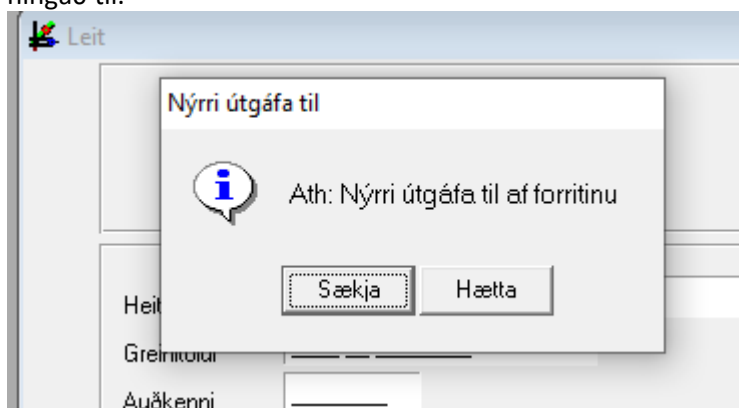 Leit
Nýrri útgáfa til
Ath: Nýrri útgáfa til af forritinu
Sækja Hætta
Auðkenni